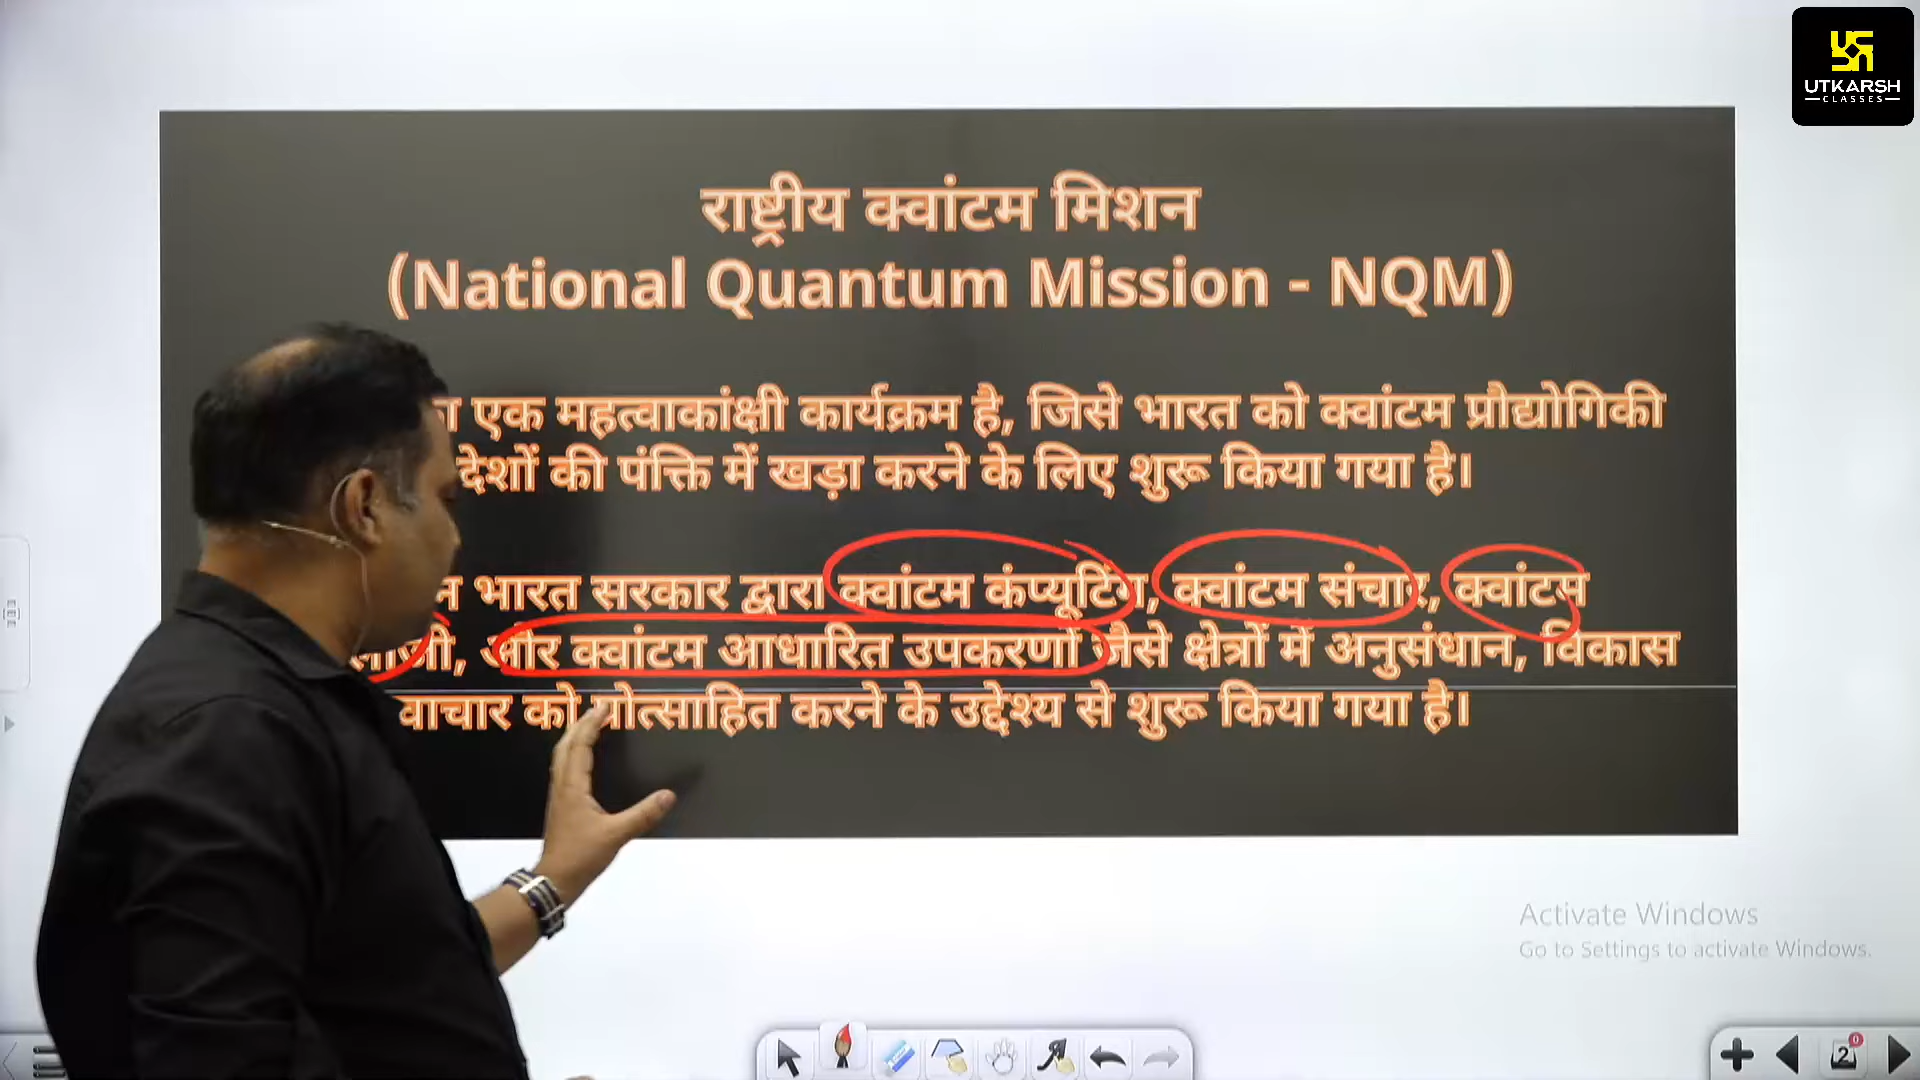 UTKARSH
CLASSES
राष्ट्रीय क्वांटम मिशन
(National Quantum Mission - NQM)
एक महत्वाकांक्षी कार्यक्रम है, जिसे भारत को क्वांटम प्रौद्योगिकी
देशों की पंक्ति में खड़ा करने के लिए शुरू किया गया है।
भारत सरकार द्वारा क्वांटम कंप्यूटिंग, क्वांटम संचार, क्वांटम
और क्वांटम आधारित उपकरणों जैसे क्षेत्रों में अनुसंधान, विकास
को प्रोत्साहित करने के उद्देश्य से शुरू किया गया है।
Activate Windows
Go to Settings to activate Windows.
2
0